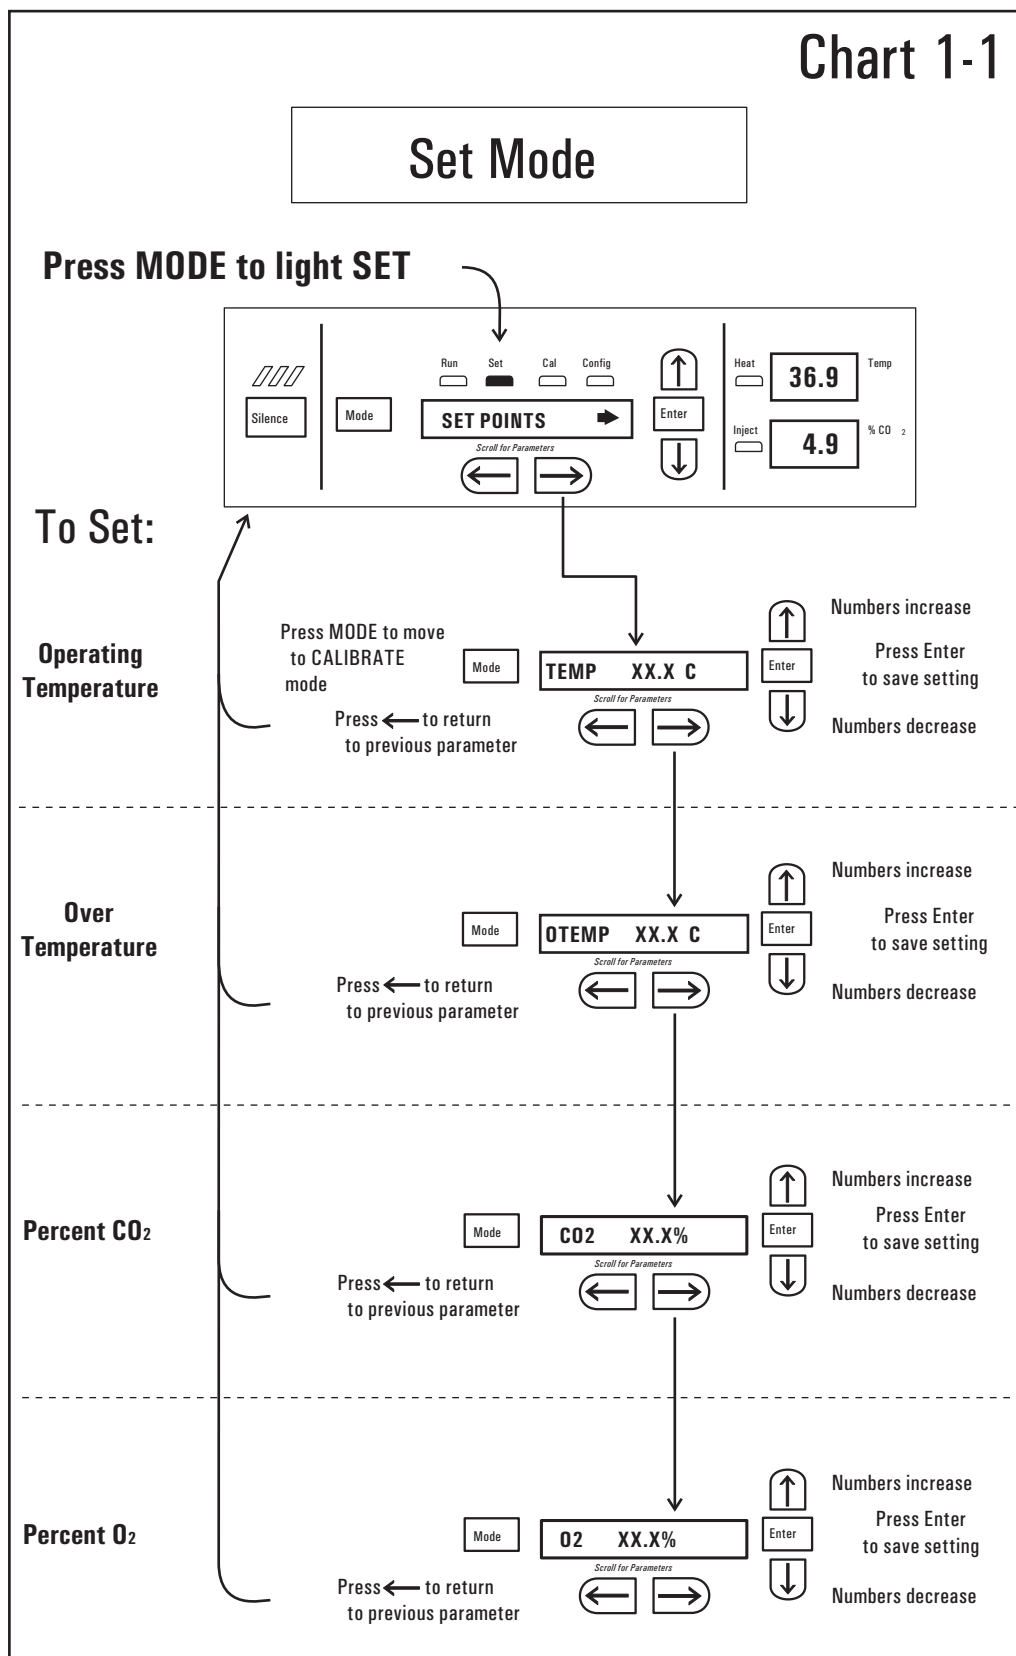 Chart 1-1
Set Mode
Press MODE to light SET
Run Set Cal Config
Silence
Mode
SET POINTS
Scroll for Parameters
Enter
Heat 36.9 Temp
Inject 4.9 % CO 2
To Set:
Operating
Temperature
Press MODE to move
to CALIBRATE
mode
Mode
TEMP XX.X C
Scroll for Parameters
Press to return
to previous parameter
Enter
Numbers increase
Press Enter
to save setting
Numbers decrease
Over
Temperature
Mode
OTEMP XX.X C
Scroll for Parameters
Press to return
to previous parameter
Enter
Numbers increase
Press Enter
to save setting
Numbers decrease
Percent CO2
Mode
CO2 XX.X%
Scroll for Parameters
Press to return
to previous parameter
Enter
Numbers increase
Press Enter
to save setting
Numbers decrease
Percent O2
Mode
O2 XX.X%
Scroll for Parameters
Press to return
to previous parameter
Enter
Numbers increase
Press Enter
to save setting
Numbers decrease